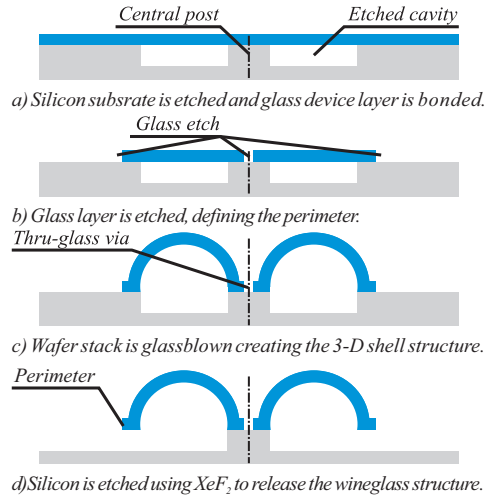 Central post Etched cavity
a) Silicon subsrate is etched and glass device layer is bonded.
Glass etch
b) Glass layer is etched, defining the perimeter.
Thru-glass via
c) Wafer stack is glassblown creating the 3-D shell structure.
Perimeter
d)Silicon is etched using XeF2 to release the wineglass structure.